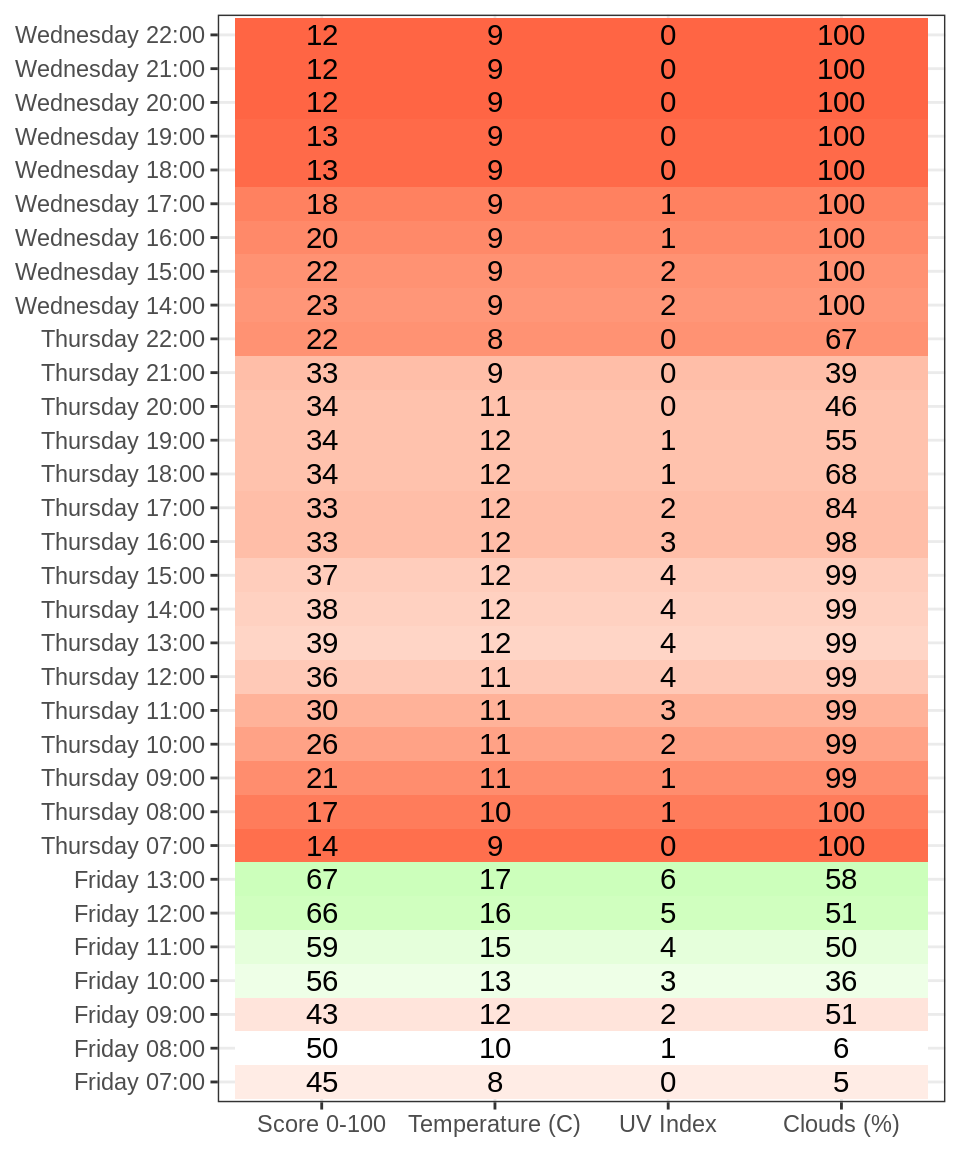 Wednesday 22:00 12 9 0 100
Wednesday 21:00 12 9 0 100
Wednesday 20:00 12 9 0 100
Wednesday 19:00 13 9 0 100
Wednesday 18:00 13 9 0 100
Wednesday 17:00 18 9 1 100
Wednesday 16:00 20 9 1 100
Wednesday 15:00 22 9 2 100
Wednesday 14:00 23 9 2 100
Thursday 22:00 22 8 0 67
Thursday 21:00 33 9 0 39
Thursday 20:00 34 11 0 46
Thursday 19:00 34 12 1 55
Thursday 18:00 34 12 1 68
Thursday 17:00 33 12 2 84
Thursday 16:00 33 12 3 98
Thursday 15:00 37 12 4 99
Thursday 14:00 38 12 4 99
Thursday 13:00 39 12 4 99
Thursday 12:00 36 11 4 99
Thursday 11:00 30 11 3 99
Thursday 10:00 26 11 2 99
Thursday 09:00 21 11 1 99
Thursday 08:00 17 10 1 100
Thursday 07:00 14 9 0 100
Friday 13:00 67 17 6 58
Friday 12:00 66 16 5 51
Friday 11:00 59 15 4 50
Friday 10:00 56 13 3 36
Friday 09:00 43 12 2 51
Friday 08:00 50 10 1 6
Friday 07:00 45 8 0 5
Score 0-100 Temperature (C) UV Index Clouds (%)